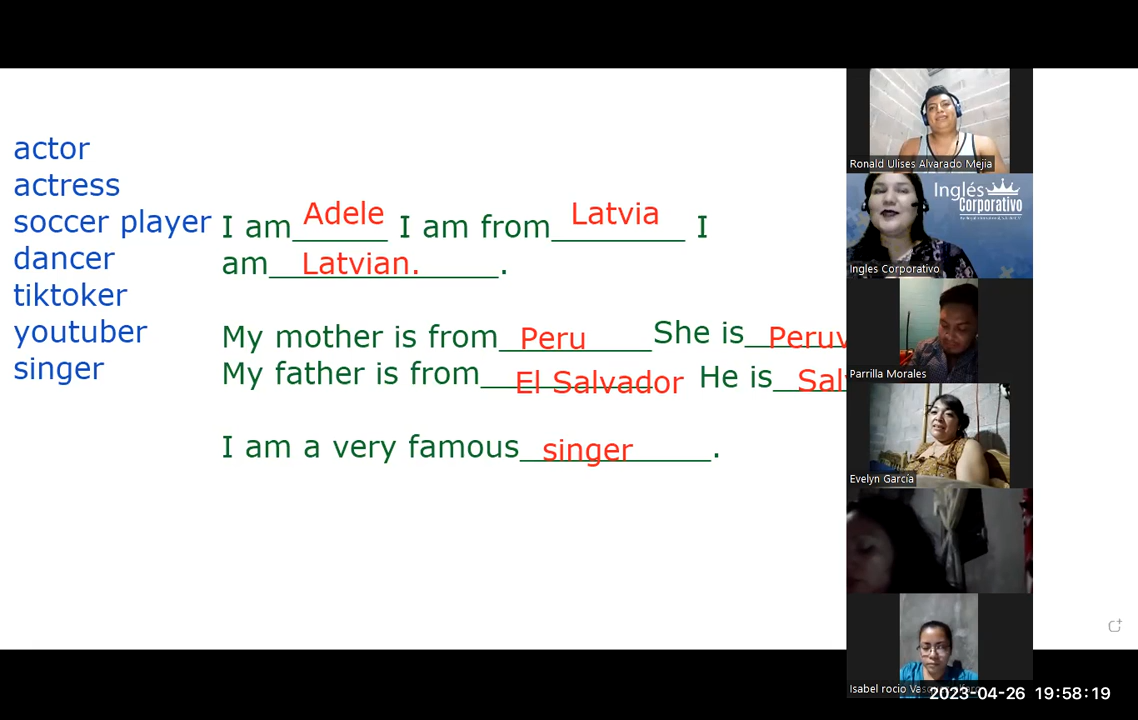 actor
actress
soccer player
dancer
tiktoker
youtuber
singer
I am Adele I am from Latvia I
am Latvian. .
My mother is from Peru She is
My father is from El Salvador He is
I am a very famous singer .
Ronald Ulises Alvarado Mejia
Inglés
Corporativo
Ingles Corporativo
Parrilla Morales
Evelyn García
Isabel rocio
2023-04-26 19:58:19